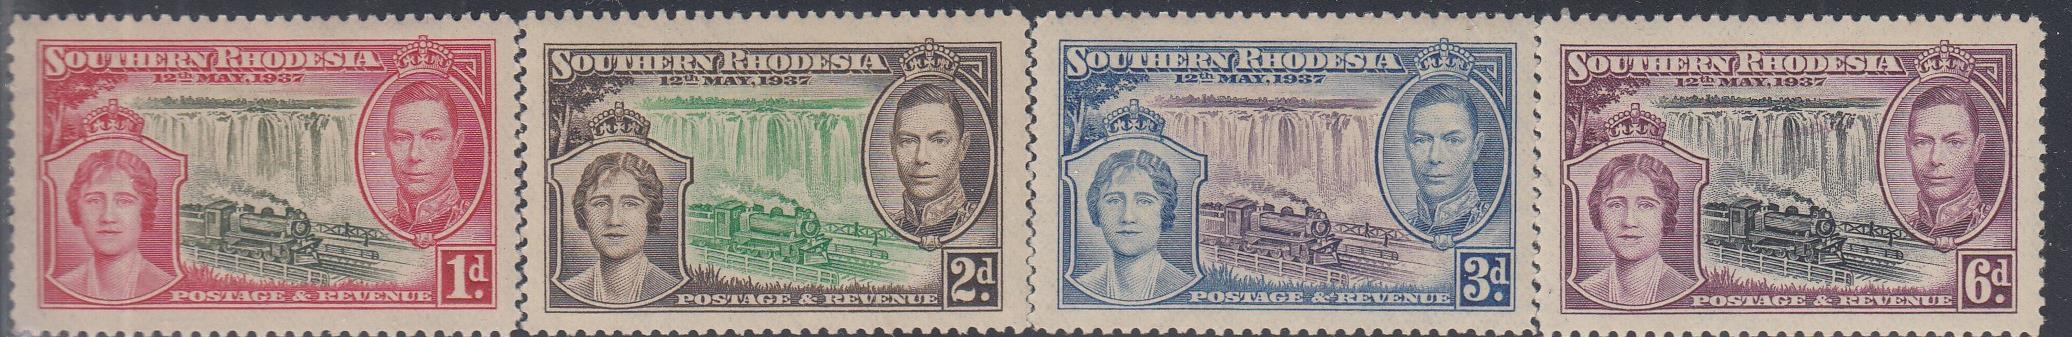 SOUTHERN RHODESIA
12th MAY, 1937
1d.
POSTAGE & REVENUE
SOUTHERN RHODESIA
12th MAY, 1937
2d.
POSTAGE & REVENUE
SOUTHERN RHODESIA
12th MAY, 1937
3d.
POSTAGE & REVENUE
SOUTHERN RHODESIA
12th MAY, 1937
6d.
POSTAGE & REVENUE